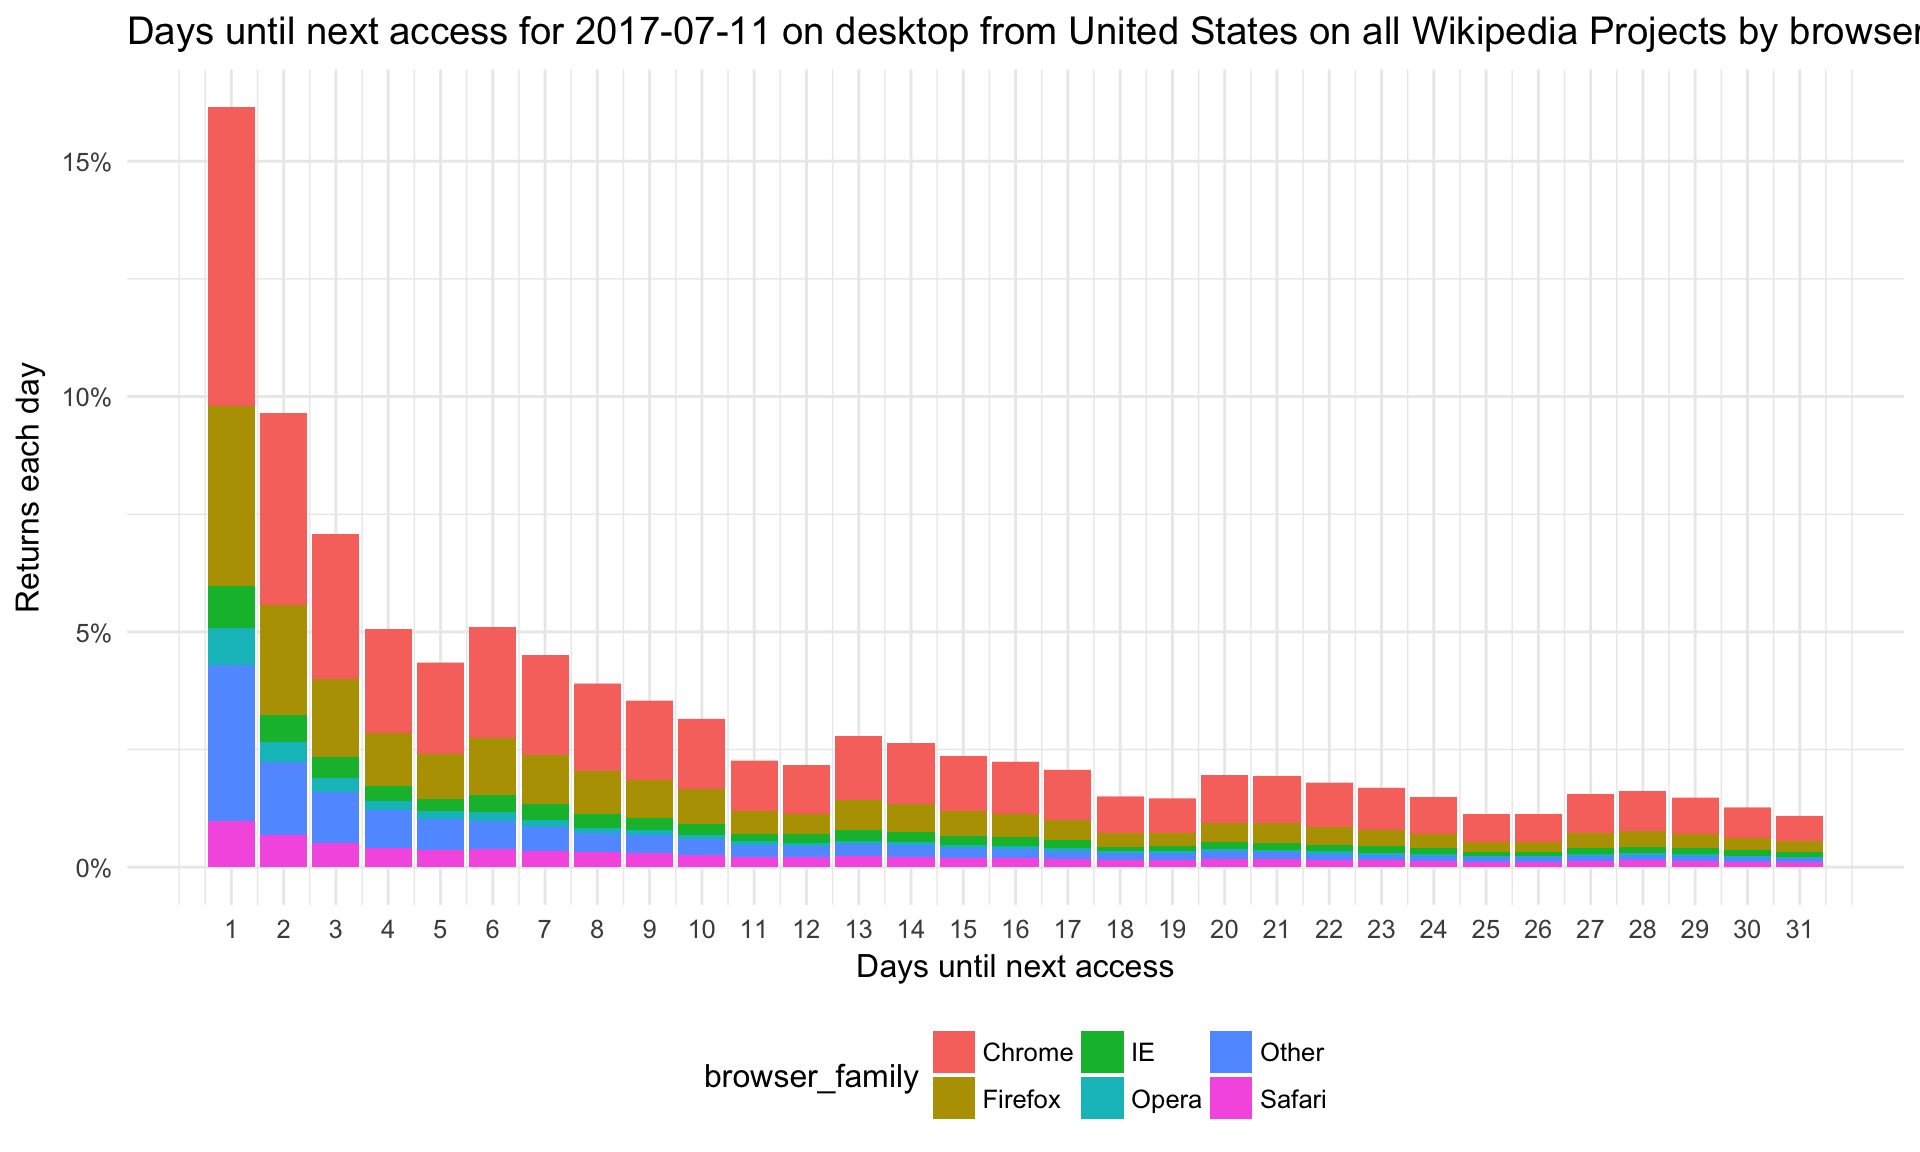 Days until next access for 2017-07-11 on desktop from United States on all Wikipedia Projects by browser
Returns each day
15%
10%
5%
0%
1 2 3 4 5 6 7 8 9 10 11 12 13 14 15 16 17 18 19 20 21 22 23 24 25 26 27 28 29 30 31
Days until next access
browser_family
Chrome IE Other
Firefox Opera Safari